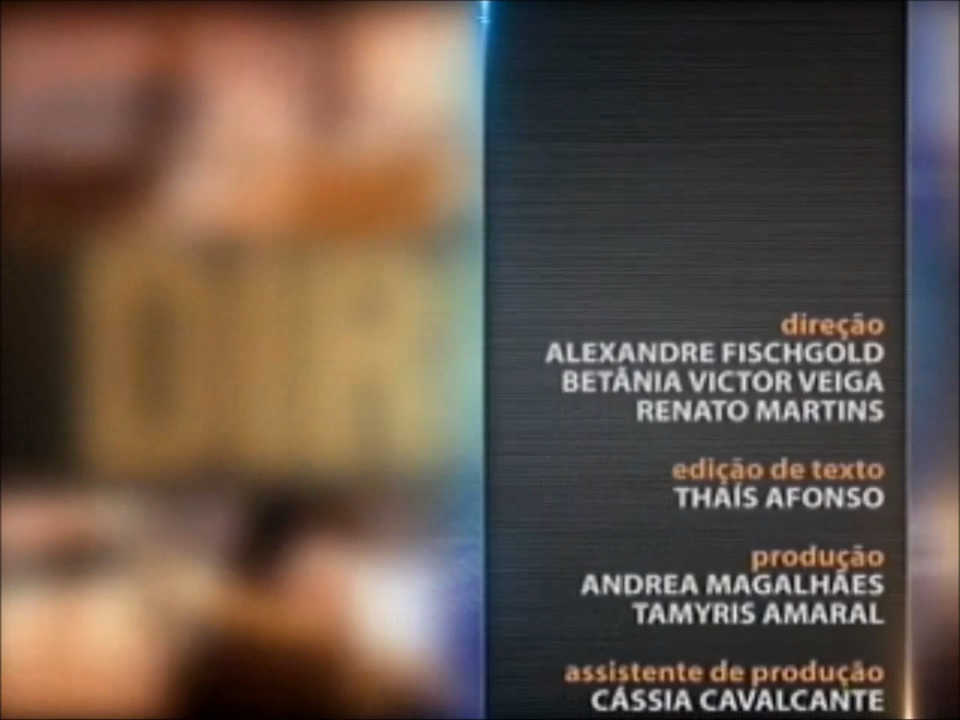 direção
ALEXANDRE FISCHGOLD
BETÂNIA VICTOR VEIGA
RENATO MARTINS
edição de texto
THAÍS AFONSO
produção
ANDREA MAGALHÃES
TAMYRIS AMARAL
assistente de produção
CÁSSIA CAVALCANTE